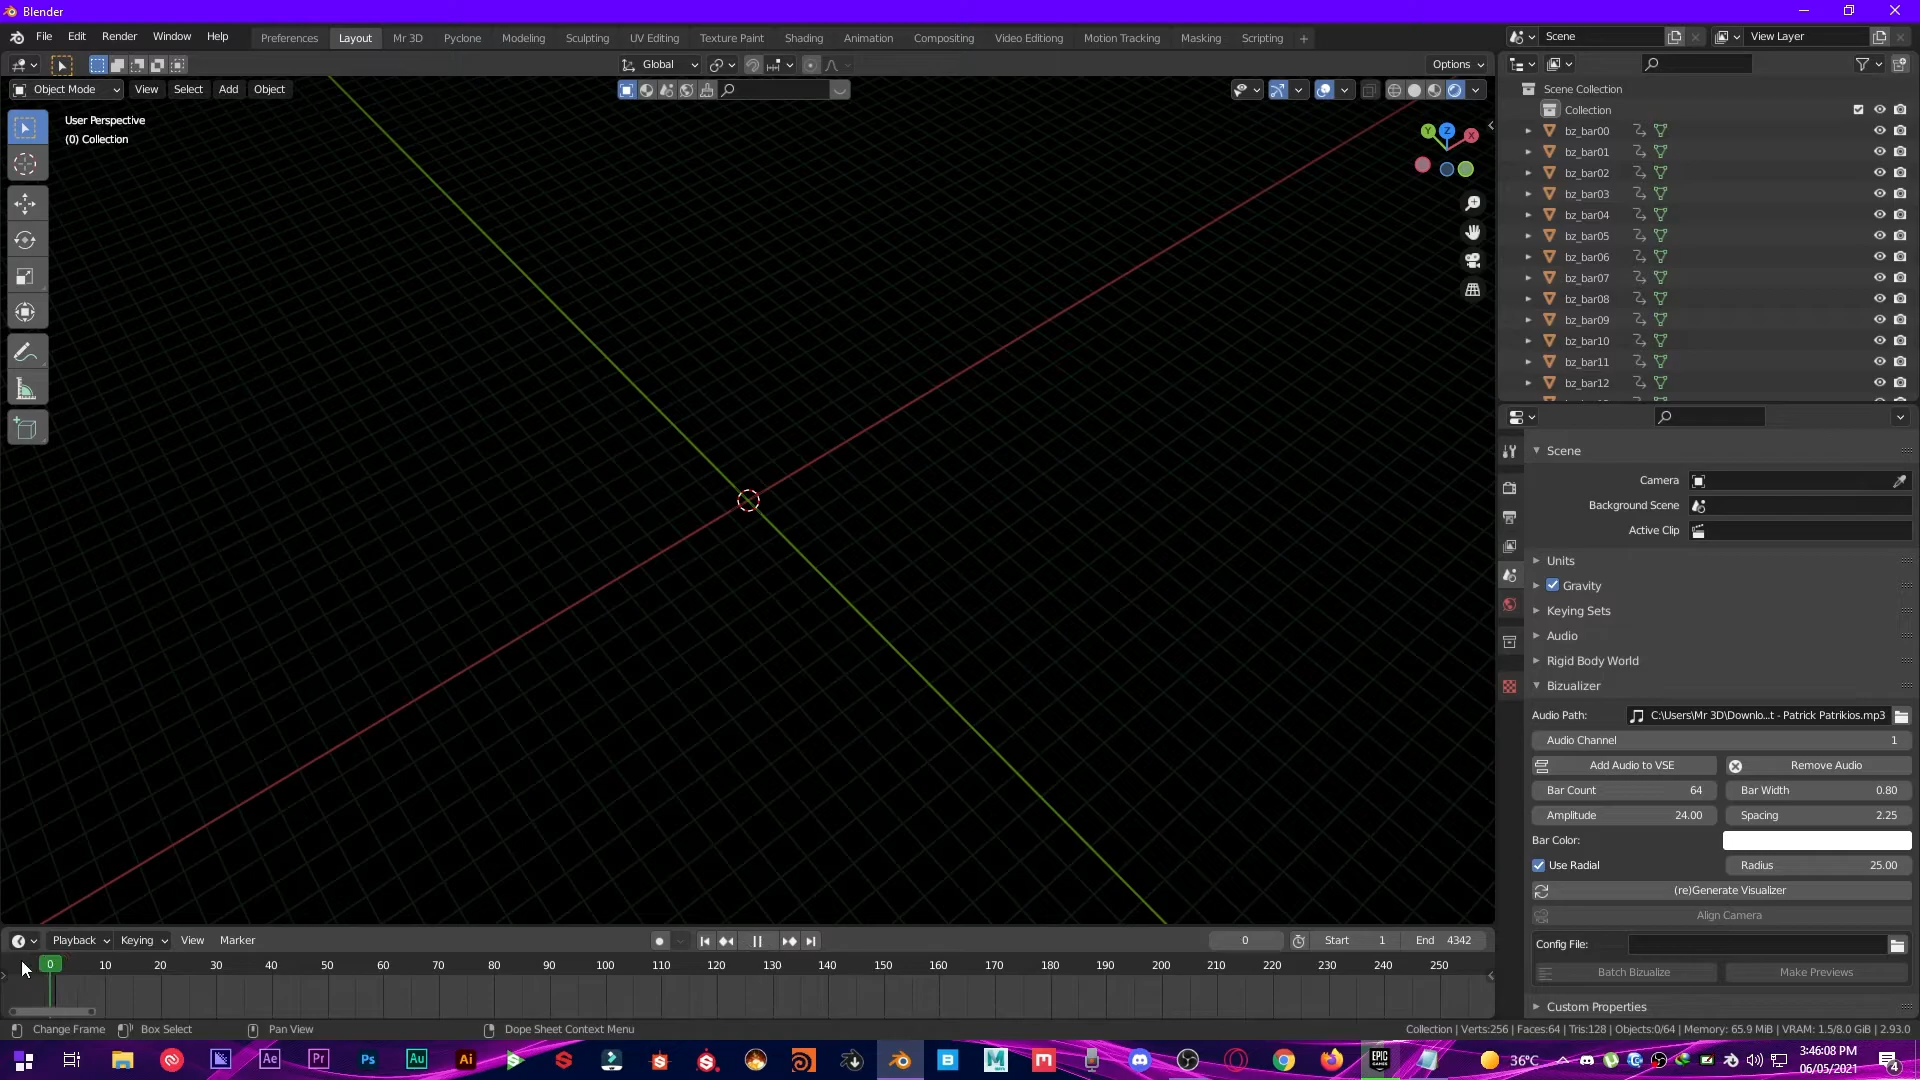 Blender
File Edit Render Window Help Preferences Layout Mr 3D Pyclone Modeling Sculpting UV Editing Texture Paint Shading Animation Compositing Video Editiong Motion Tracking Masking Scripting + Scene View Layer
Global Options
Object Mode View Select Add Object
User Perspective
(0) Collection
Y Z X
Scene Collection
Collection
bz_bar00
bz_bar01
bz_bar02
bz_bar03
bz_bar04
bz_bar05
bz_bar06
bz_bar07
bz_bar08
bz_bar09
bz_bar10
bz_bar11
bz_bar12
Scene
Camera
Background Scene
Active Clip
Units
Gravity
Keying Sets
Audio
Rigid Body World
Bizualizer
Audio Path: C:\Users\Mr 3D\Downlo...t - Patrick Patrikios.mp3
Audio Channel 1
Add Audio to VSE Remove Audio
Bar Count 64 Bar Width 0.80
Amplitude 24.00 Spacing 2.25
Bar Color:
Use Radial Radius 25.00
(re)Generate Visualizer
Align Camera
Config File:
Batch Bizualize Make Previews
Custom Properties
Playback Keying View Marker 0 Start 1 End 4342
0 10 20 30 40 50 60 70 80 90 100 110 120 130 140 150 160 170 180 190 200 210 220 230 240 250
Change Frame Box Select Pan View Dope Sheet Context Menu Collection | Verts:256 | Faces:64 | Tris:128 | Objects:0/64 | Memory: 65.9 MiB | VRAM: 1.5/8.0 GiB | 2.93.0
Ae Pr Ps Au Ai B M EPIC GAMES 36°C 3:46:08 PM
06/05/2021 4